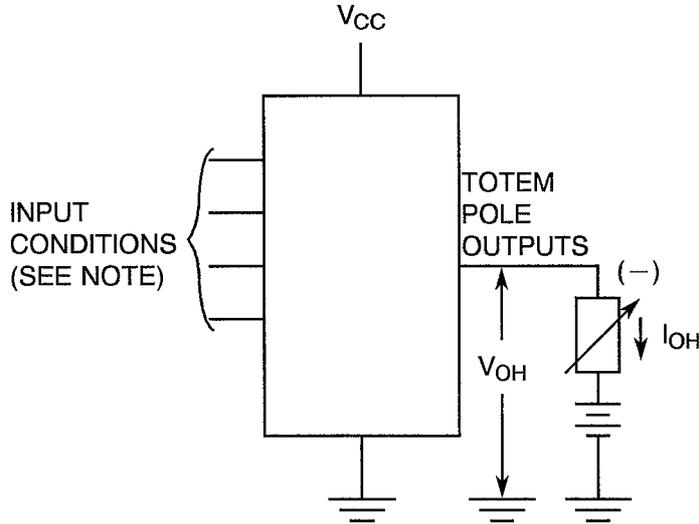 VCC
TOTEM
POLE
OUTPUTS
INPUT
CONDITIONS
(SEE NOTE)
(−)
IOH
VOH